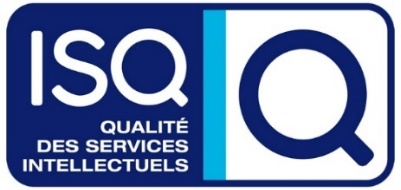 ISQ
QUALITÉ
DES SERVICES
INTELLECTUELS
Q